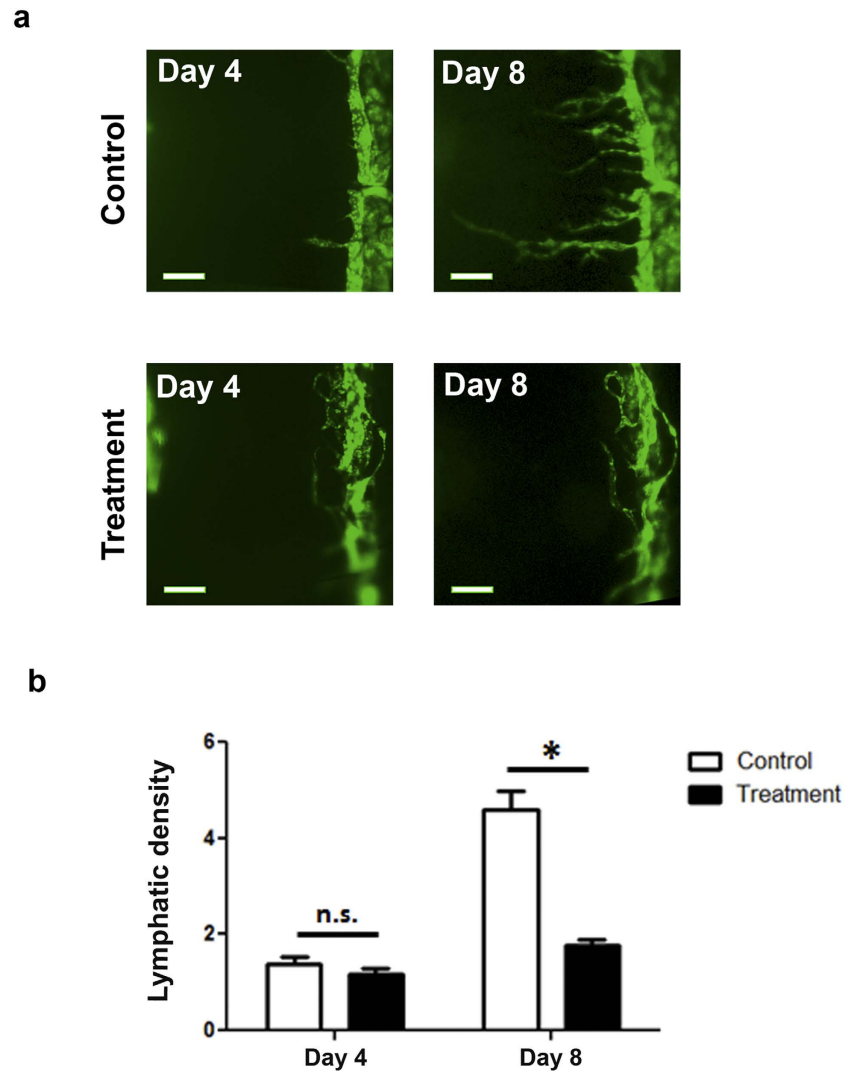 a
Control
Day 4
Day 8
Treatment
Day 4
Day 8
b
Lymphatic density
6
4
2
0
n.s.
*
Day 4
Day 8
Control
Treatment